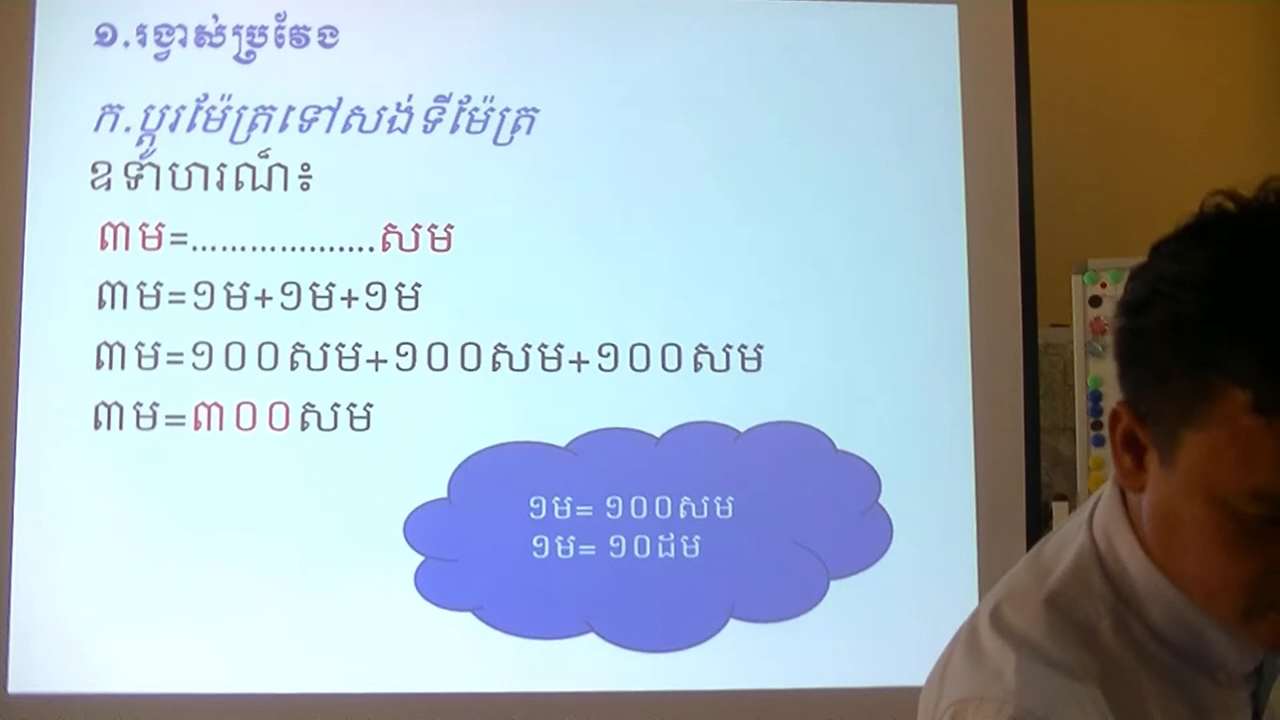 ១.រង្វាស់ប្រវែង
ក.ប្តូរម៉ែត្រទៅសង់ទីម៉ែត្រ
ឧទាហរណ៏៖
៣ម=...................សម
៣ម=១ម+១ម+១ម
៣ម=១០០សម+១០០សម+១០០សម
៣ម=៣០០សម
១ម= ១០០សម
១ម= ១០ដម